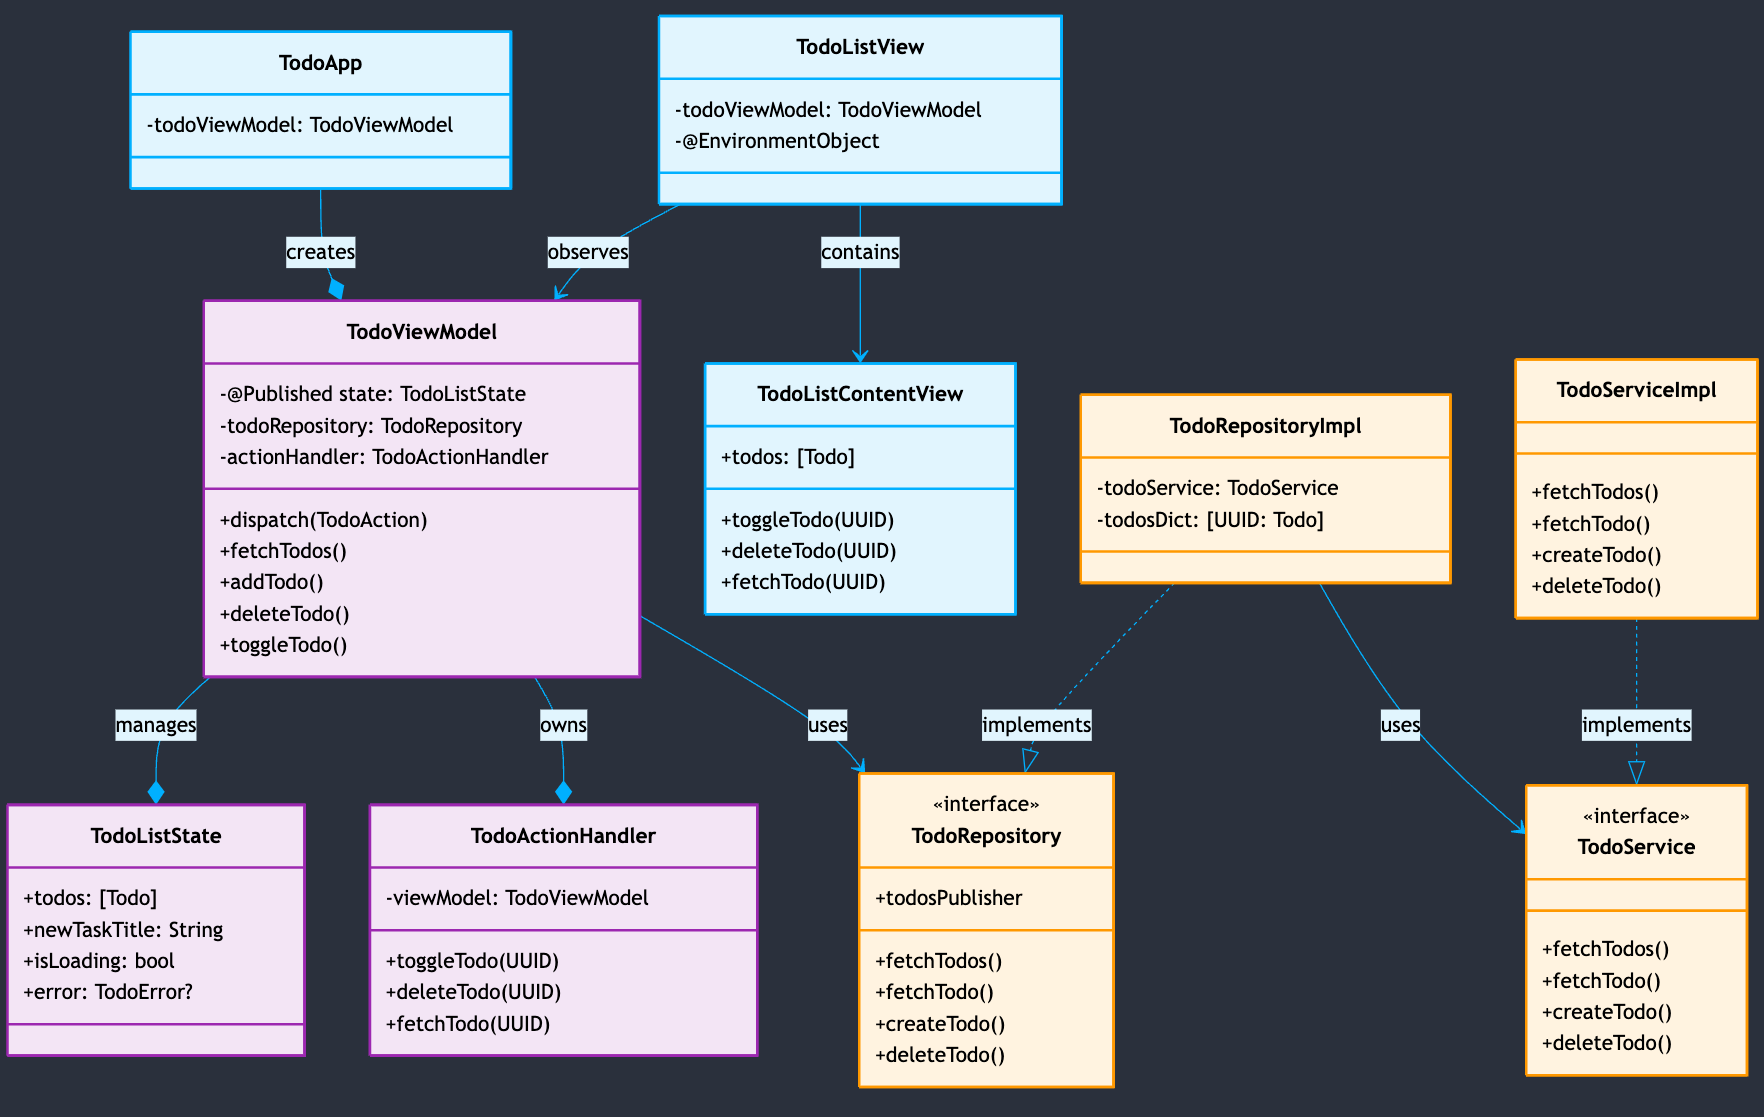 TodoApp
-todoViewModel: TodoViewModel
TodoListView
-todoViewModel: TodoViewModel
-@EnvironmentObject
creates
observes
contains
TodoViewModel
-@Published state: TodoListState
-todoRepository: TodoRepository
-actionHandler: TodoActionHandler
+dispatch(TodoAction)
+fetchTodos()
+addTodo()
+deleteTodo()
+toggleTodo()
TodoListContentView
+todos: [Todo]
+toggleTodo(UUID)
+deleteTodo(UUID)
+fetchTodo(UUID)
TodoRepositoryImpl
-todoService: TodoService
-todosDict: [UUID: Todo]
TodoServiceImpl
+fetchTodos()
+fetchTodo()
+createTodo()
+deleteTodo()
manages
owns
uses
implements
uses
implements
TodoListState
+todos: [Todo]
+newTaskTitle: String
+isLoading: bool
+error: TodoError?
TodoActionHandler
-viewModel: TodoViewModel
+toggleTodo(UUID)
+deleteTodo(UUID)
+fetchTodo(UUID)
«interface»
TodoRepository
+todosPublisher
+fetchTodos()
+fetchTodo()
+createTodo()
+deleteTodo()
«interface»
TodoService
+fetchTodos()
+fetchTodo()
+createTodo()
+deleteTodo()